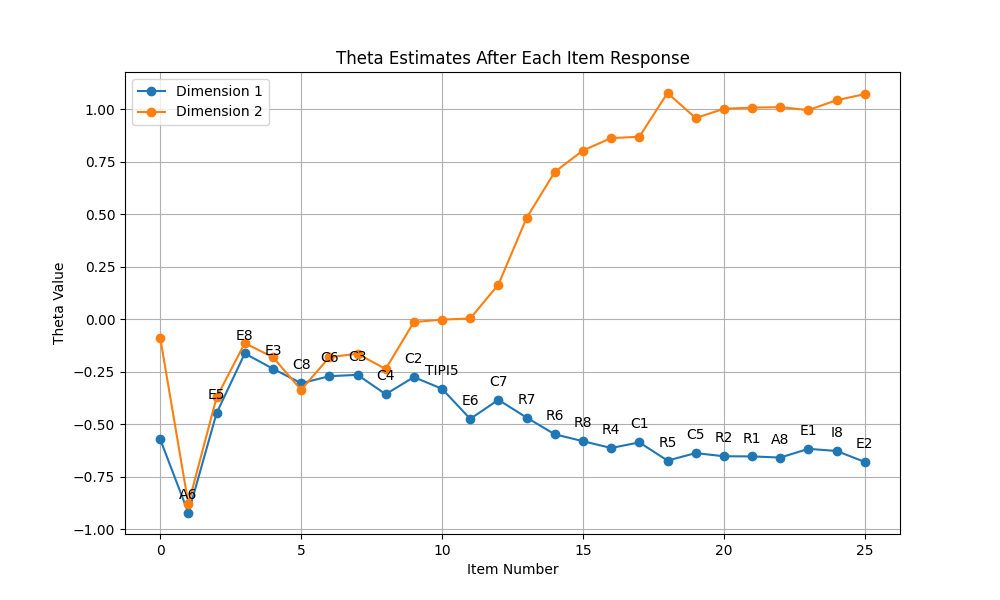 Theta Estimates After Each Item Response
Dimension 1
Dimension 2
1.00
0.75
0.50
0.25
0.00
−0.25
−0.50
−0.75
−1.00
Theta Value
A6
E5
E8
E3
C8
C6
C3
C4
C2
TIPI5
E6
C7
R7
R6
R8
R4
C1
R5
C5
R2
R1
A8
E1
I8
E2
0
5
10
15
20
25
Item Number